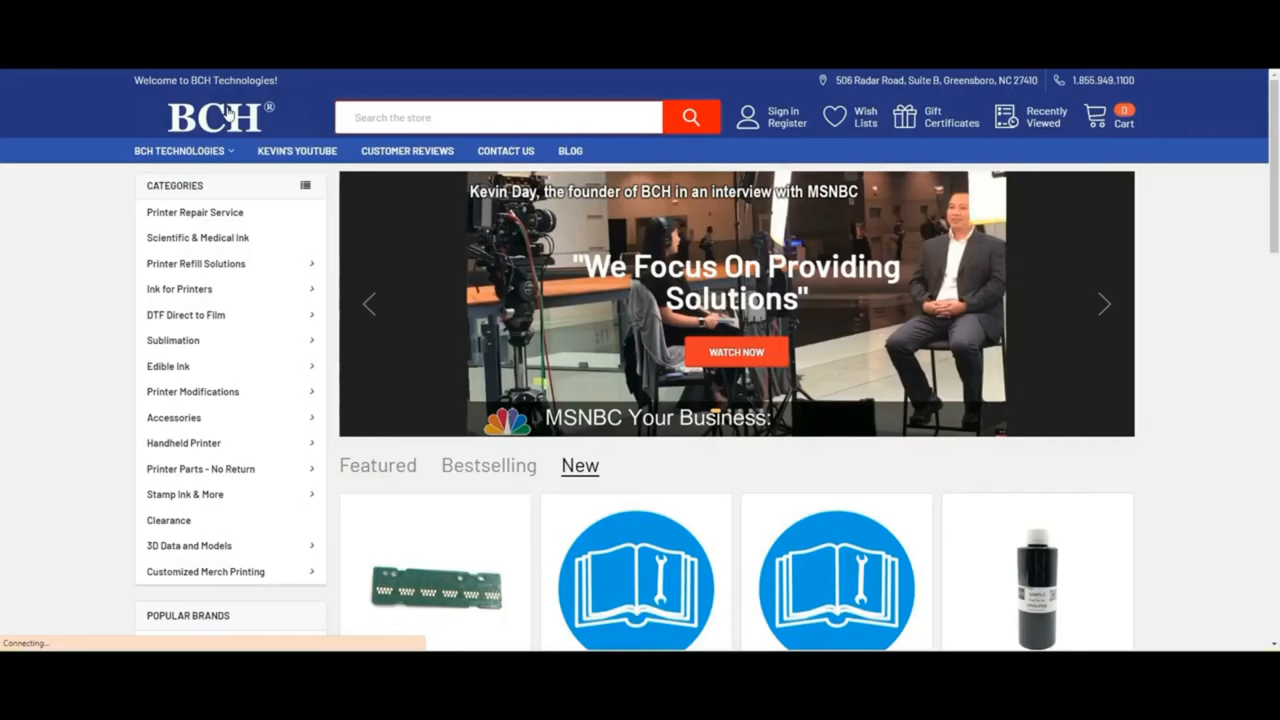 Welcome to BCH Technologies!
506 Radar Road, Suite B, Greensboro, NC 27410
1.855.949.1100
BCH®
Search the store
Sign in
Register
Wish
Lists
Gift
Certificates
Recently
Viewed
0
Cart
BCH TECHNOLOGIES
KEVIN'S YOUTUBE
CUSTOMER REVIEWS
CONTACT US
BLOG
CATEGORIES
Printer Repair Service
Scientific & Medical Ink
Printer Refill Solutions
Ink for Printers
DTF Direct to Film
Sublimation
Edible Ink
Printer Modifications
Accessories
Handheld Printer
Printer Parts - No Return
Stamp Ink & More
Clearance
3D Data and Models
Customized Merch Printing
POPULAR BRANDS
Kevin Day, the founder of BCH in an interview with MSNBC
"We Focus On Providing
Solutions"
WATCH NOW
MSNBC Your Business:
Featured
Bestselling
New
SAMPLE
Connecting...